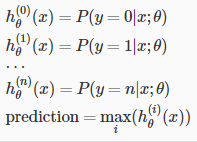 h_θ^{(0)}(x) = P(y = 0|x; θ)
h_θ^{(1)}(x) = P(y = 1|x; θ)
⋯
h_θ^{(n)}(x) = P(y = n|x; θ)
prediction = max_i(h_θ^{(i)}(x))